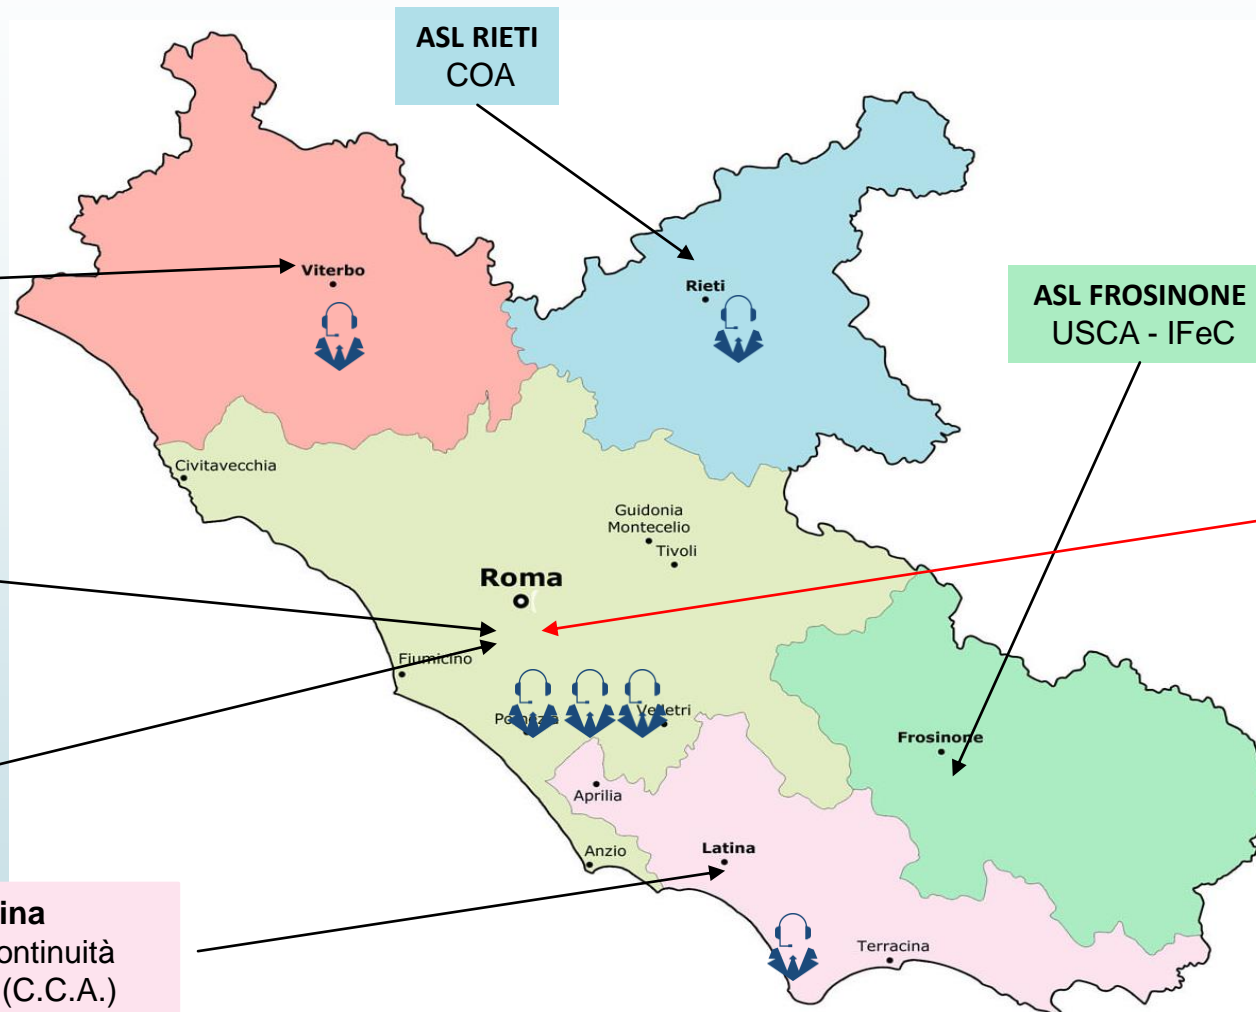 ASL RIETI
COA
Viterbo
Rieti
ASL FROSINONE
USCA - IFeC
Civitavecchia
Guidonia
Montecelio
Tivoli
Roma
Fiumicino
Pomezia
Velletri
Frosinone
Aprilia
Anzio
Latina
Terracina
ina
ontinuità
(C.C.A.)